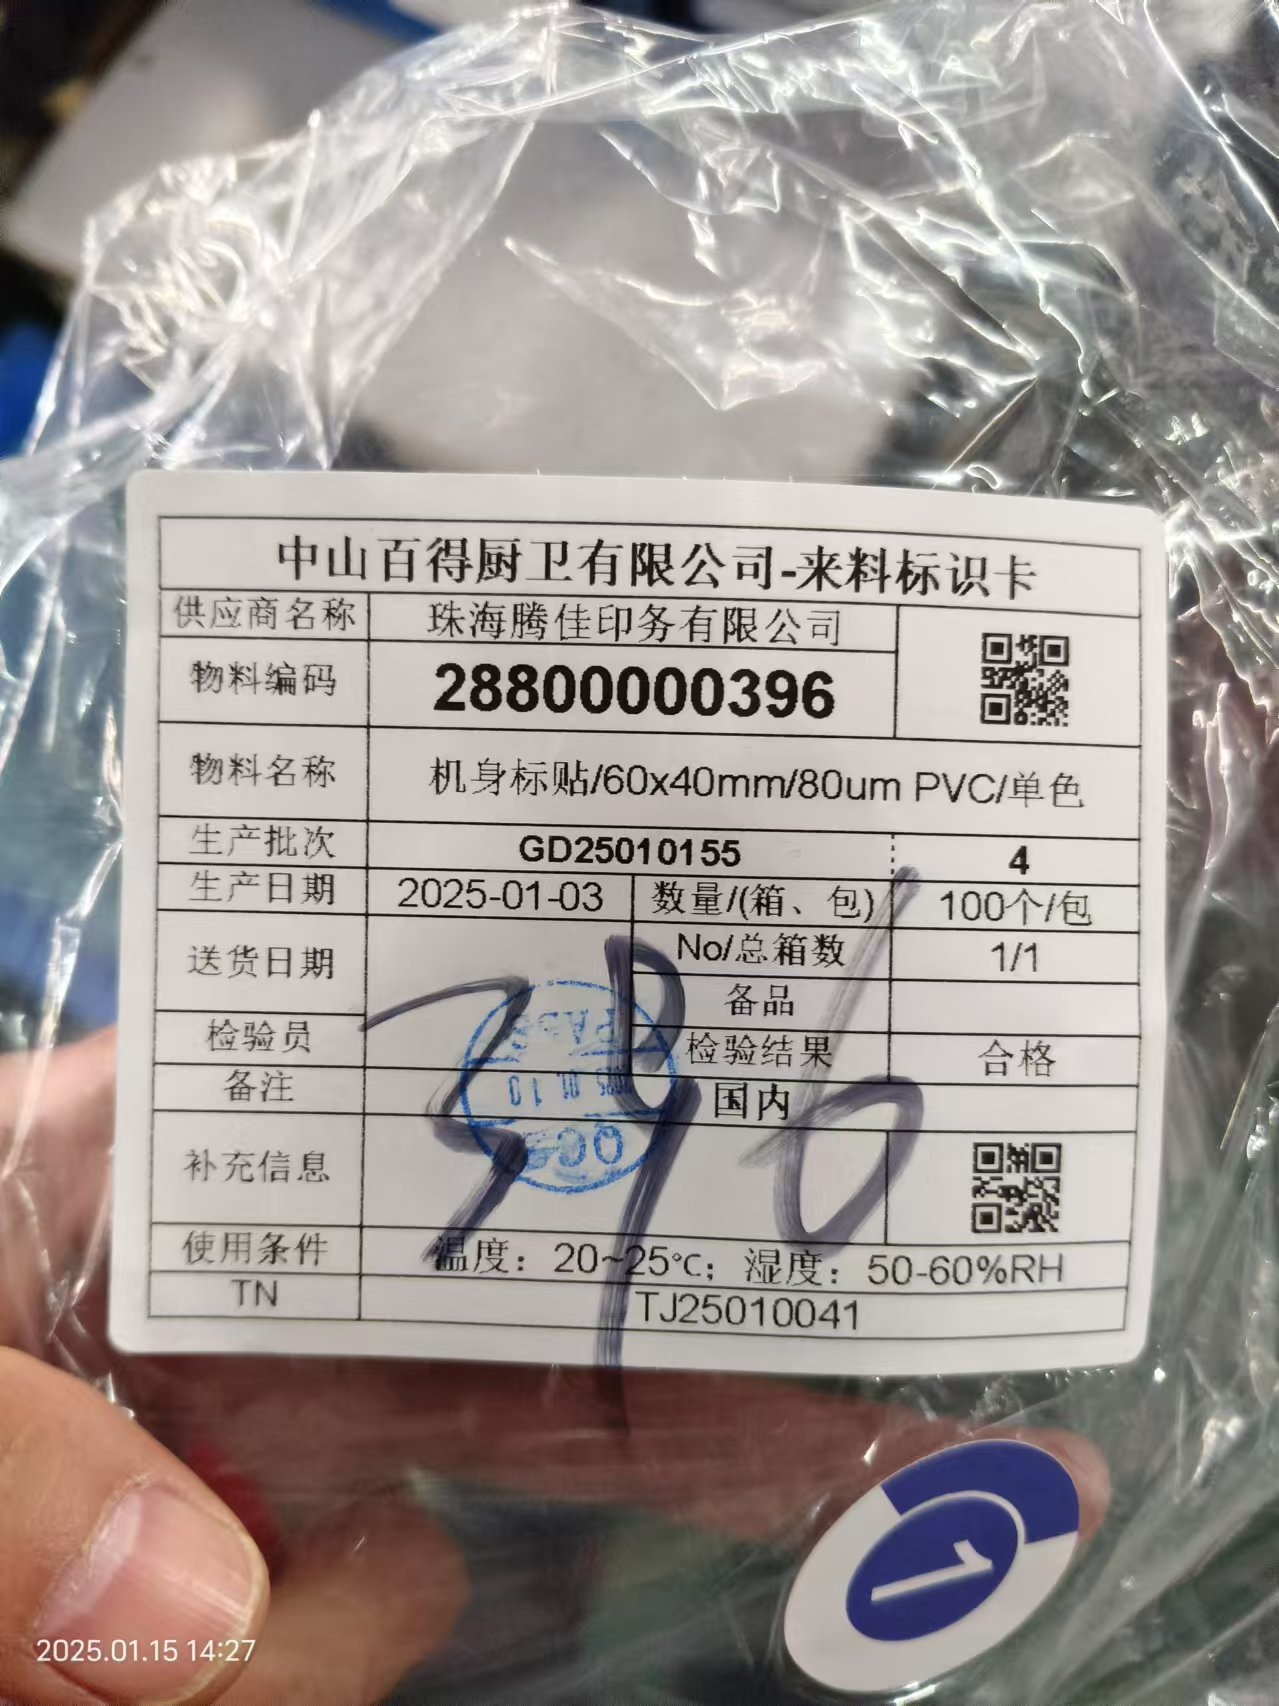 中山百得厨卫有限公司-来料标识卡
供应商名称 珠海腾佳印务有限公司
物料编码 28800000396
物料名称 机身标贴/60x40mm/80um PVC/单色
生产批次 GD25010155 4
生产日期 2025-01-03 数量/(箱、包) 100个/包
送货日期 No/总箱数 1/1
备品
检验员 检验结果 合格
备注 国内
补充信息
使用条件 温度：20~25℃；湿度：50-60%RH
TN TJ25010041
396
PASS
QC
1
2025.01.15 14:27